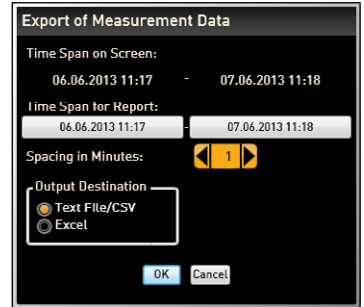 Export of Measurement Data
Time Span on Screen:
06.06.2013 11:17 - 07.06.2013 11:18
Time Span for Report:
06.06.2013 11:17 - 07.06.2013 11:18
Spacing in Minutes: 1
Output Destination
Text File/CSV
Excel
OK Cancel